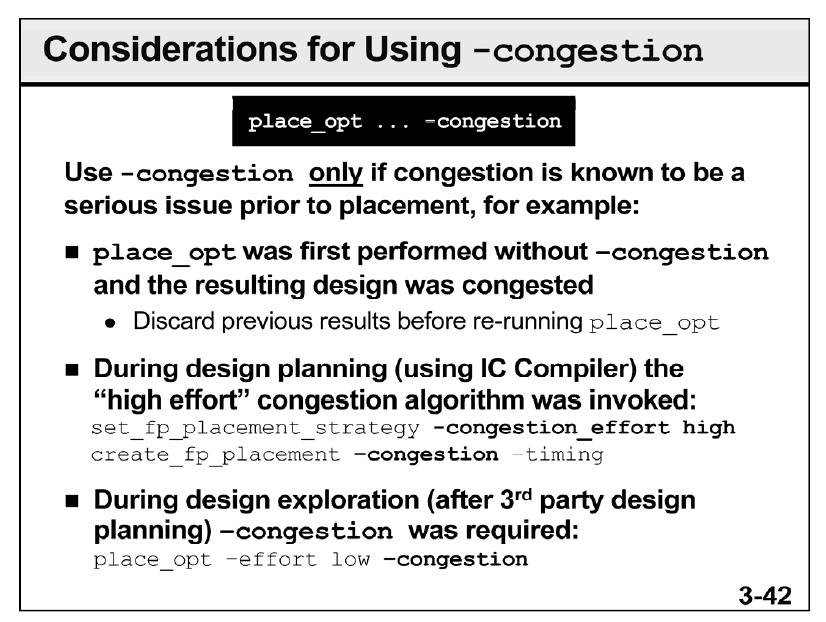 Considerations for Using -congestion
place_opt ... -congestion
Use -congestion only if congestion is known to be a
serious issue prior to placement, for example:
■ place_opt was first performed without -congestion
and the resulting design was congested
● Discard previous results before re-running place_opt
■ During design planning (using IC Compiler) the
“high effort” congestion algorithm was invoked:
set_fp_placement_strategy -congestion_effort high
create_fp_placement -congestion -timing
■ During design exploration (after 3rd party design
planning) -congestion was required:
place_opt -effort low -congestion
3-42